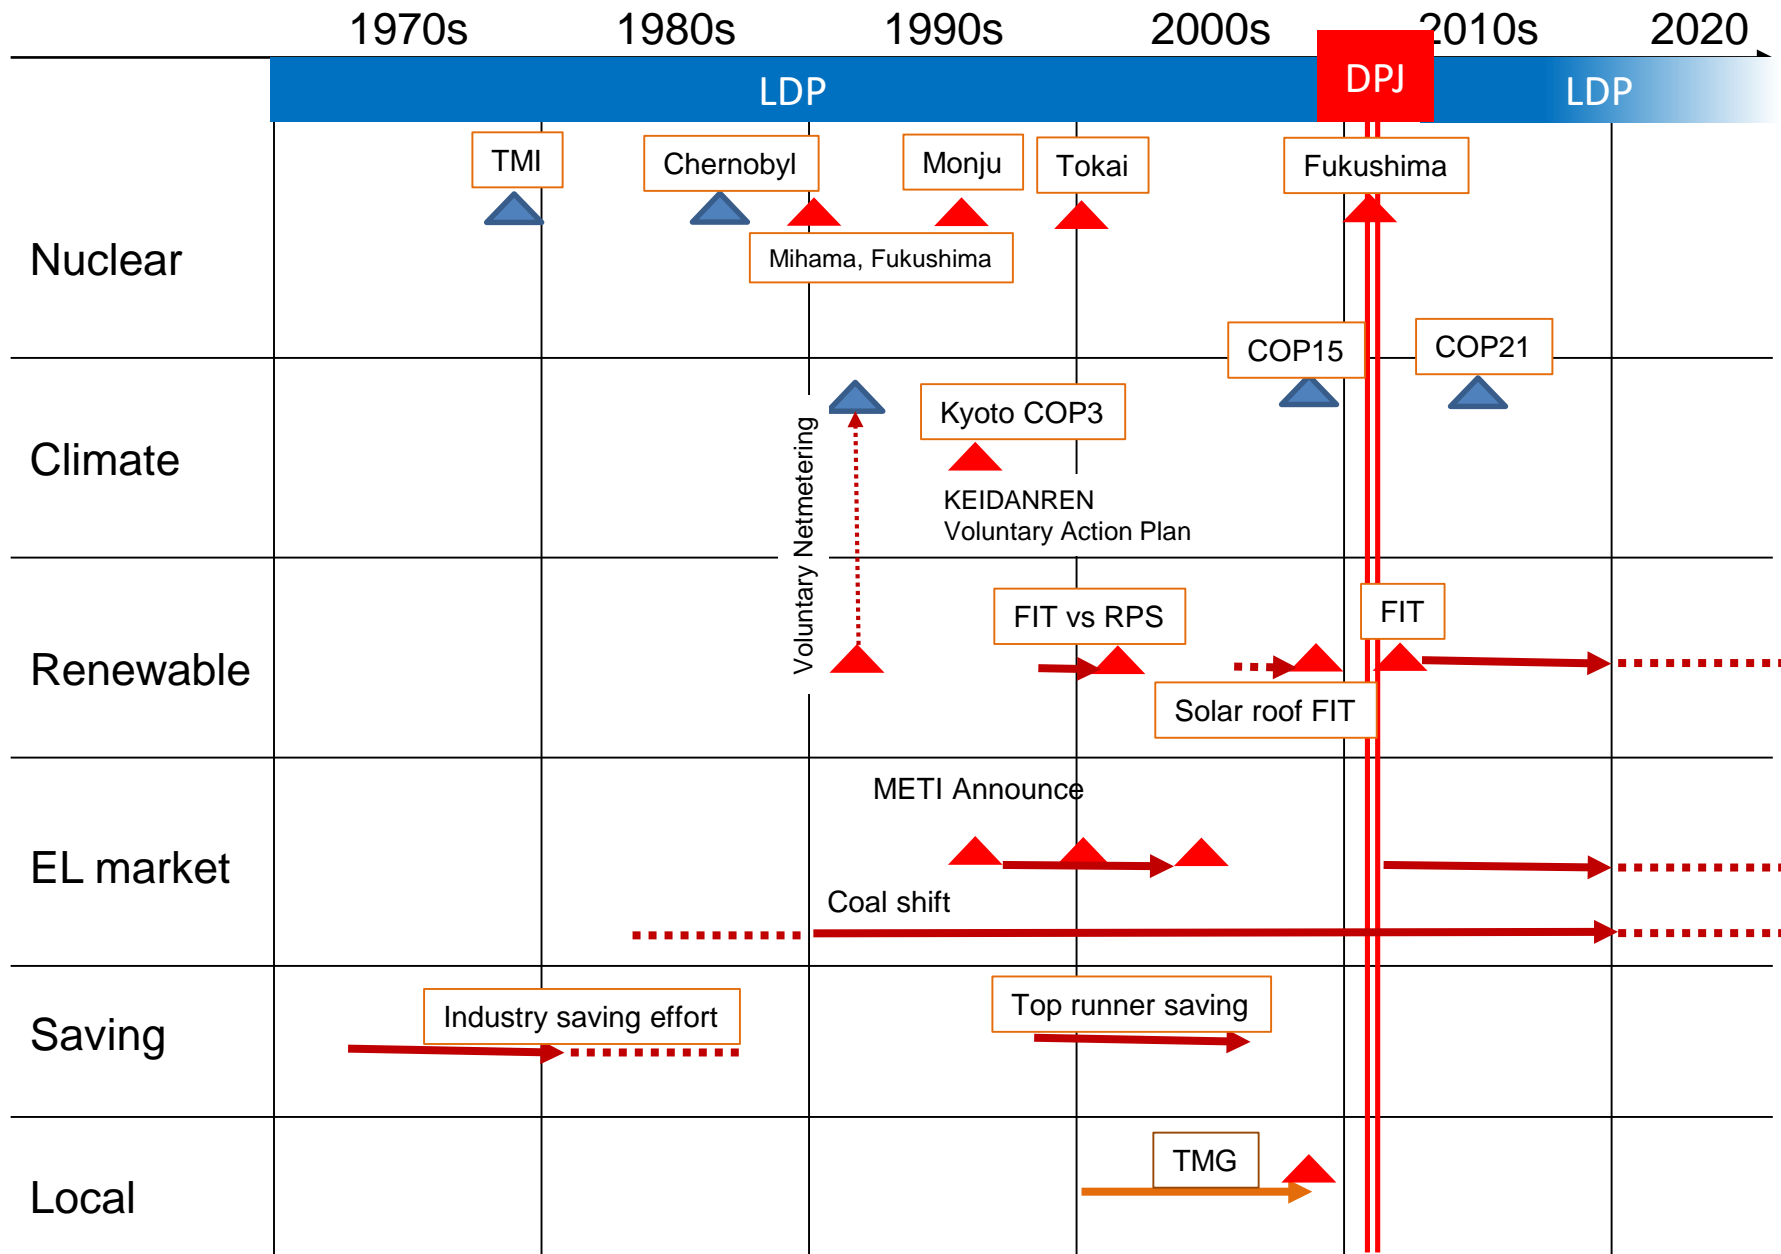 1970s 1980s 1990s 2000s 2010s 2020
LDP DPJ LDP
TMI Chernobyl Monju Tokai Fukushima
Nuclear
Mihama, Fukushima
COP15 COP21
Climate
Kyoto COP3
KEIDANREN
Voluntary Action Plan
Voluntary Netmetering
Renewable
FIT vs RPS
FIT
Solar roof FIT
EL market
METI Announce
Coal shift
Saving
Industry saving effort
Top runner saving
Local
TMG